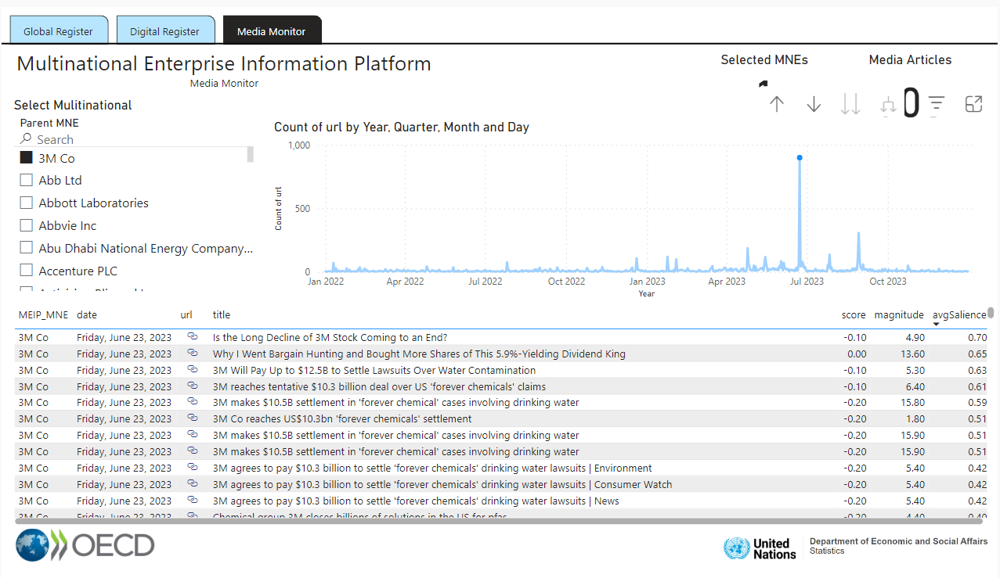 Global Register
Digital Register
Media Monitor
Multinational Enterprise Information Platform
Media Monitor
Selected MNEs
Media Articles
0
Select Mulitinational
Parent MNE
Search
3M Co
Abb Ltd
Abbott Laboratories
Abbvie Inc
Abu Dhabi National Energy Company...
Accenture PLC
Count of url by Year, Quarter, Month and Day
1,000
500
0
Count of url
Jan 2022 Apr 2022 Jul 2022 Oct 2022 Jan 2023 Apr 2023 Jul 2023 Oct 2023
Year
MEIP_MNE date url title score magnitude avgSalience
3M Co Friday, June 23, 2023 Is the Long Decline of 3M Stock Coming to an End? -0.10 4.90 0.70
3M Co Friday, June 23, 2023 Why I Went Bargain Hunting and Bought More Shares of This 5.9%-Yielding Dividend King 0.00 13.60 0.65
3M Co Friday, June 23, 2023 3M Will Pay Up to $12.5B to Settle Lawsuits Over Water Contamination -0.10 5.30 0.63
3M Co Friday, June 23, 2023 3M reaches tentative $10.3 billion deal over US 'forever chemicals' claims -0.10 6.40 0.61
3M Co Friday, June 23, 2023 3M makes $10.5B settlement in 'forever chemical' cases involving drinking water -0.20 15.80 0.59
3M Co Friday, June 23, 2023 3M Co reaches US$10.3bn 'forever chemicals' settlement -0.20 1.80 0.51
3M Co Friday, June 23, 2023 3M makes $10.5B settlement in 'forever chemical' cases involving drinking water -0.20 15.90 0.51
3M Co Friday, June 23, 2023 3M makes $10.5B settlement in 'forever chemical' cases involving drinking water -0.20 15.90 0.51
3M Co Friday, June 23, 2023 3M agrees to pay $10.3 billion to settle 'forever chemicals' drinking water lawsuits | Environment -0.20 5.40 0.42
3M Co Friday, June 23, 2023 3M agrees to pay $10.3 billion to settle 'forever chemicals' drinking water lawsuits | Consumer Watch -0.20 5.40 0.42
3M Co Friday, June 23, 2023 3M agrees to pay $10.3 billion to settle 'forever chemicals' drinking water lawsuits | News -0.20 5.40 0.42
3M Co Friday, June 23, 2023 Chemical group 3M closes billions of solutions in the US for pfas -0.20 4.40 0.40
OECD
United
Nations
Department of Economic and Social Affairs
Statistics